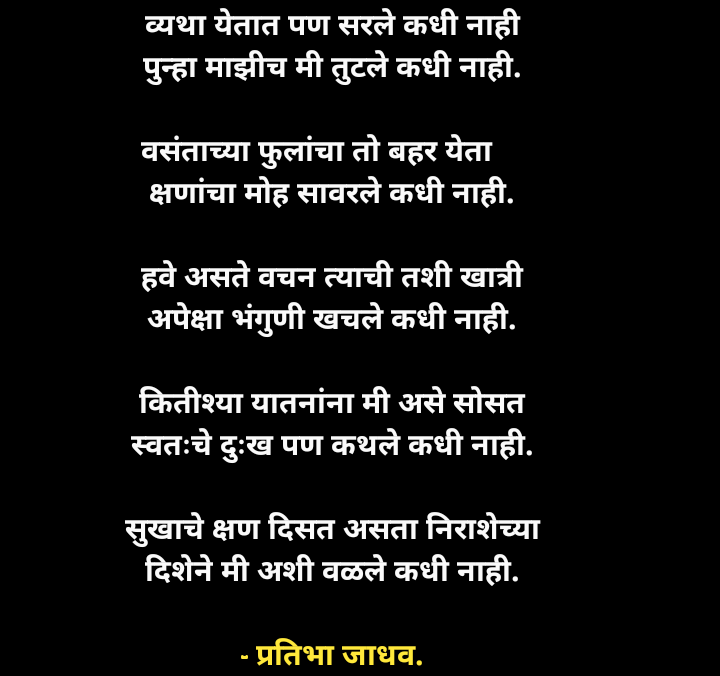 व्यथा येतात पण सरले कधी नाही
पुन्हा माझीच मी तुटले कधी नाही.
वसंताच्या फुलांचा तो बहर येता
क्षणांचा मोह सावरले कधी नाही.
हवे असते वचन त्याची तशी खात्री
अपेक्षा भंगुणी खचले कधी नाही.
कितीश्या यातनांना मी असे सोसत
स्वतःचे दुःख पण कथले कधी नाही.
सुखाचे क्षण दिसत असता निराशेच्या
दिशेने मी अशी वळले कधी नाही.
- प्रतिभा जाधव.